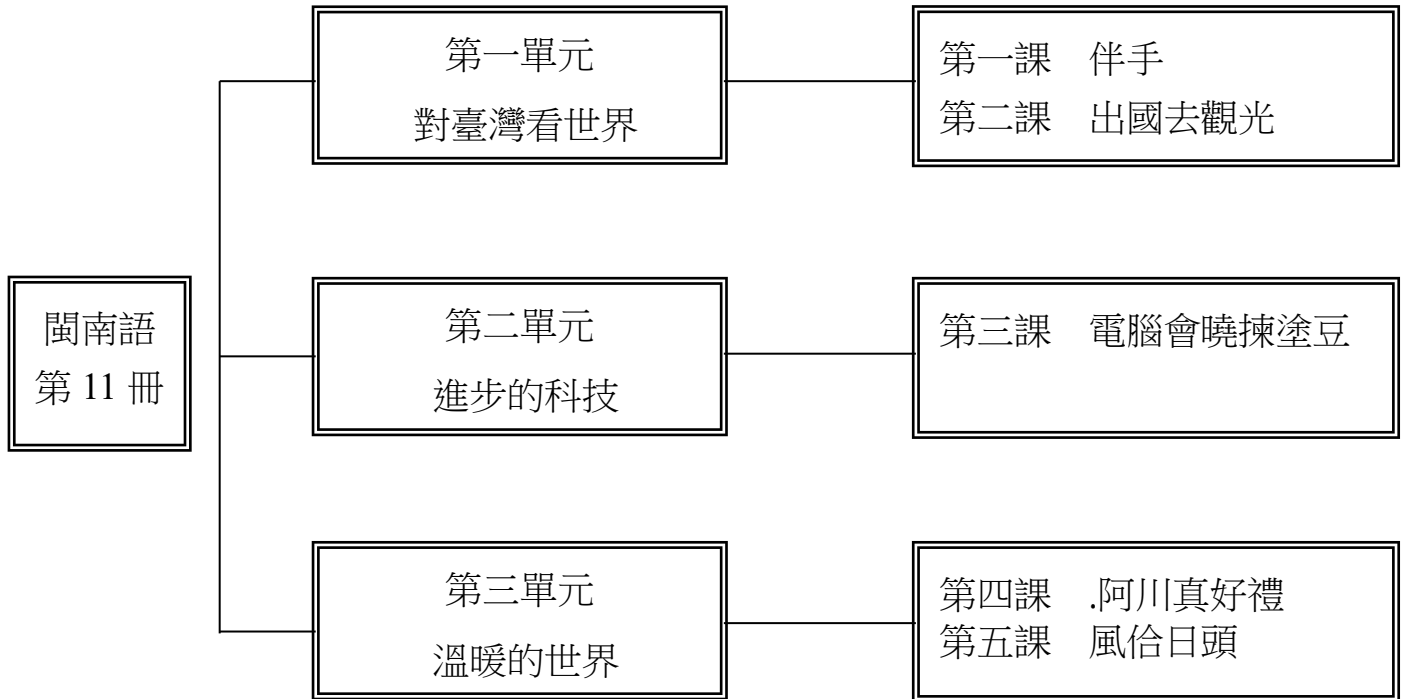 閩南語
第 11 冊
第一單元
對臺灣看世界
第一課　伴手
第二課　出國去觀光
第二單元
進步的科技
第三課　電腦會曉揀塗豆
第三單元
溫暖的世界
第四課　.阿川真好禮
第五課　風佮日頭